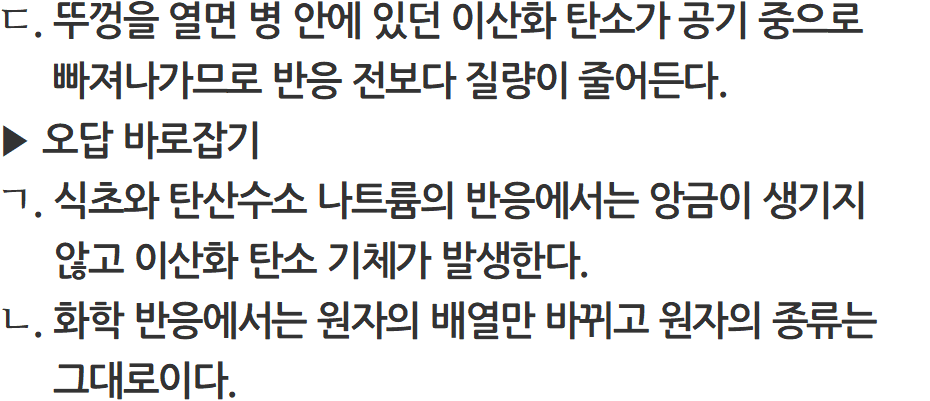 ㄷ. 뚜껑을 열면 병 안에 있던 이산화 탄소가 공기 중으로
빠져나가므로 반응 전보다 질량이 줄어든다.
▶ 오답 바로잡기
ㄱ. 식초와 탄산수소 나트륨의 반응에서는 앙금이 생기지
않고 이산화 탄소 기체가 발생한다.
ㄴ. 화학 반응에서는 원자의 배열만 바뀌고 원자의 종류는
그대로이다.